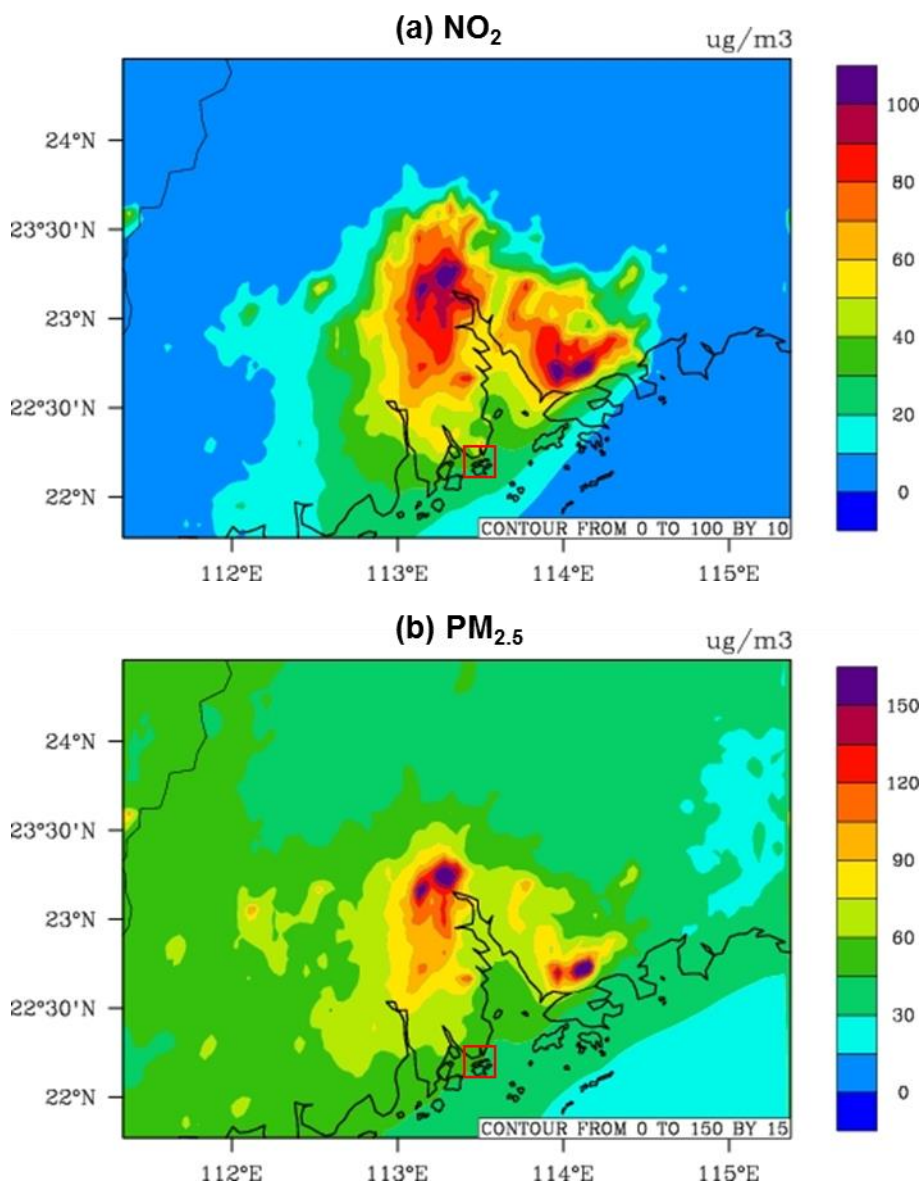 (a) NO₂
ug/m3
24°N
23°30'N
23°N
22°30'N
22°N
112°E
113°E
114°E
115°E
CONTOUR FROM 0 TO 100 BY 10
100
80
60
40
20
0
(b) PM₂.₅
ug/m3
24°N
23°30'N
23°N
22°30'N
22°N
112°E
113°E
114°E
115°E
CONTOUR FROM 0 TO 150 BY 15
150
120
90
60
30
0